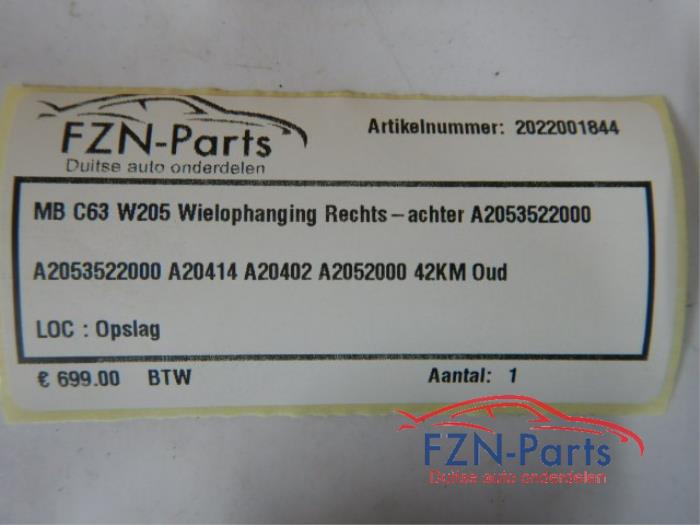 FZN-Parts
Duitse auto onderdelen
Artikelnummer: 2022001844
MB C63 W205 Wielophanging Rechts-achter A2053522000
A2053522000 A20414 A20402 A2052000 42KM Oud
LOC : Opslag
€ 699.00 BTW
Aantal: 1
FZN-Parts
Duitse auto onderdelen